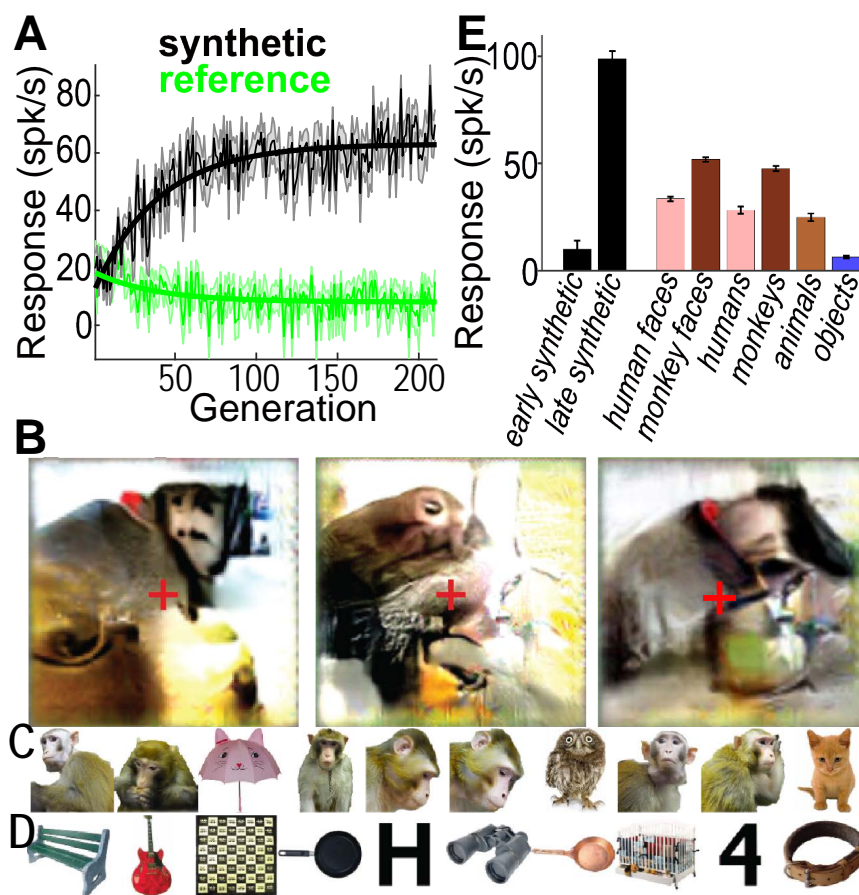 A
synthetic
reference
Response (spk/s)
80
60
40
20
0
50
100
150
200
Generation
E
Response (spk/s)
100
50
0
early synthetic
late synthetic
human faces
monkey faces
humans
monkeys
animals
objects
B
C
D
H
4